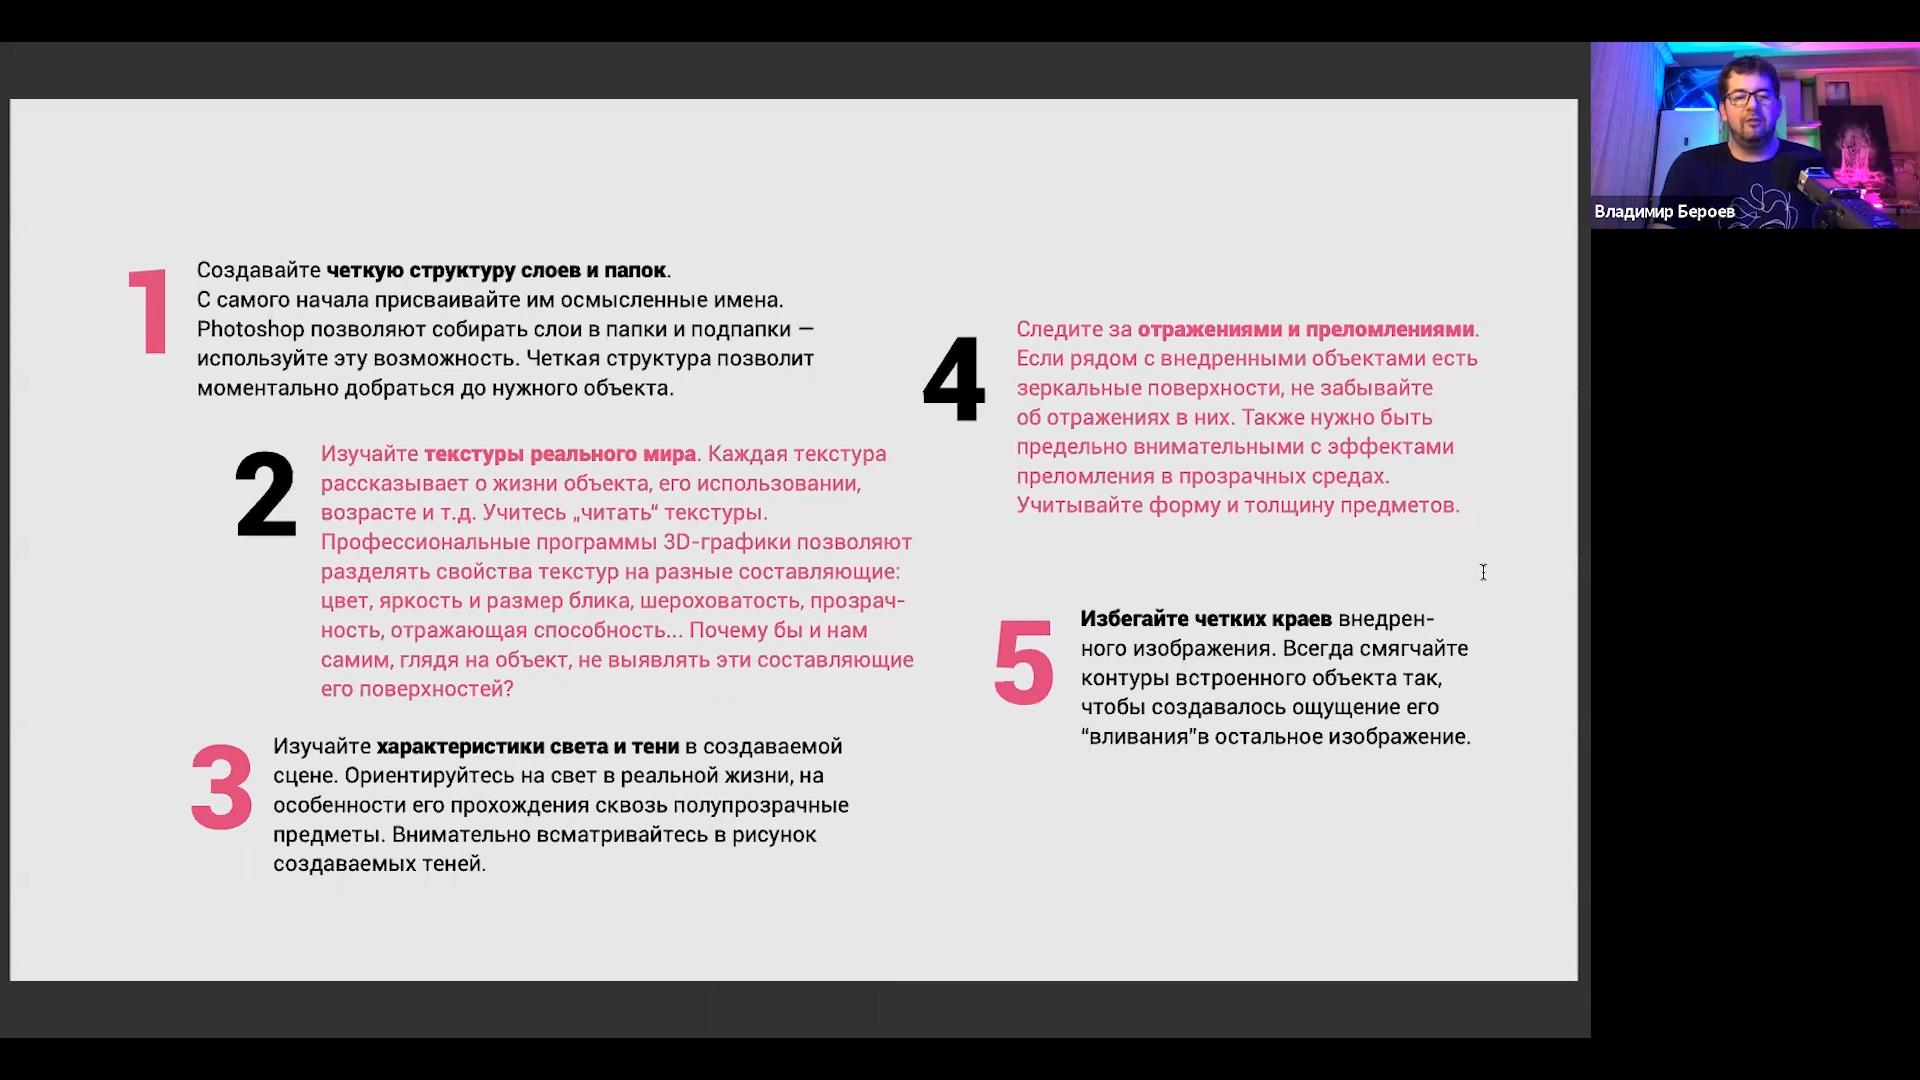 1
Создавайте четкую структуру слоев и папок.
С самого начала присваивайте им осмысленные имена.
Photoshop позволяют собирать слои в папки и подпапки —
используйте эту возможность. Четкая структура позволит
моментально добраться до нужного объекта.
2
Изучайте текстуры реального мира. Каждая текстура
рассказывает о жизни объекта, его использовании,
возрасте и т.д. Учитесь „читать“ текстуры.
Профессиональные программы 3D-графики позволяют
разделять свойства текстур на разные составляющие:
цвет, яркость и размер блика, шероховатость, прозрач-
ность, отражающая способность... Почему бы и нам
самим, глядя на объект, не выявлять эти составляющие
его поверхностей?
3
Изучайте характеристики света и тени в создаваемой
сцене. Ориентируйтесь на свет в реальной жизни, на
особенности его прохождения сквозь полупрозрачные
предметы. Внимательно всматривайтесь в рисунок
создаваемых теней.
4
Следите за отражениями и преломлениями.
Если рядом с внедренными объектами есть
зеркальные поверхности, не забывайте
об отражениях в них. Также нужно быть
предельно внимательными с эффектами
преломления в прозрачных средах.
Учитывайте форму и толщину предметов.
5
Избегайте четких краев внедрен-
ного изображения. Всегда смягчайте
контуры встроенного объекта так,
чтобы создавалось ощущение его
“вливания"в остальное изображение.
Владимир Бероев